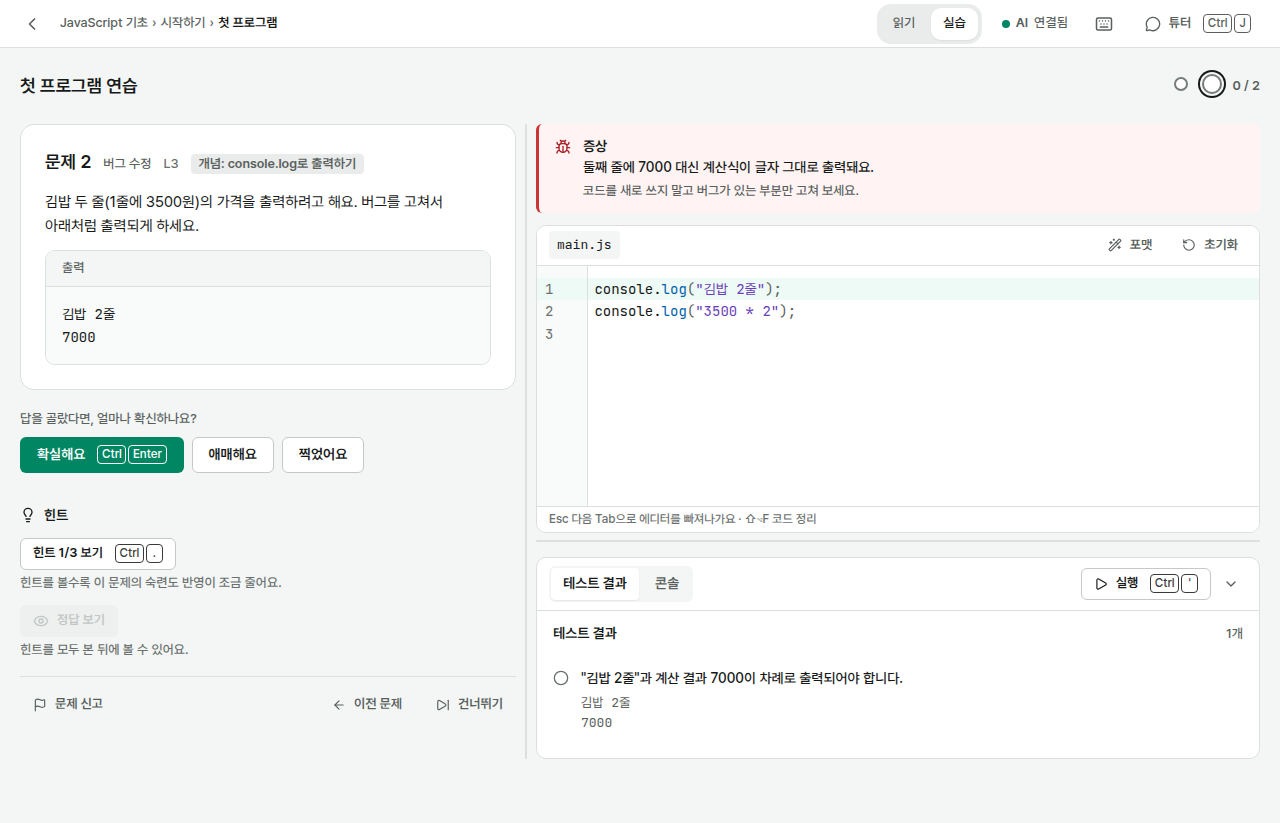 JavaScript 기초 › 시작하기 › 첫 프로그램
읽기 실습
AI 연결됨
튜터 Ctrl J
첫 프로그램 연습
0 / 2
문제 2 버그 수정 L3 개념: console.log로 출력하기
김밥 두 줄(1줄에 3500원)의 가격을 출력하려고 해요. 버그를 고쳐서
아래처럼 출력되게 하세요.
출력
김밥 2줄
7000
답을 골랐다면, 얼마나 확신하나요?
확실해요 Ctrl Enter 애매해요 찍었어요
힌트
힌트 1/3 보기 Ctrl .
힌트를 볼수록 이 문제의 숙련도 반영이 조금 줄어요.
정답 보기
힌트를 모두 본 뒤에 볼 수 있어요.
문제 신고 이전 문제 건너뛰기
증상
둘째 줄에 7000 대신 계산식이 글자 그대로 출력돼요.
코드를 새로 쓰지 말고 버그가 있는 부분만 고쳐 보세요.
main.js 포맷 초기화
1 console.log("김밥 2줄");
2 console.log("3500 * 2");
3
Esc 다음 Tab으로 에디터를 빠져나가요 · ⇧⌥F 코드 정리
테스트 결과 콘솔 실행 Ctrl '
테스트 결과 1개
"김밥 2줄"과 계산 결과 7000이 차례로 출력되어야 합니다.
김밥 2줄
7000